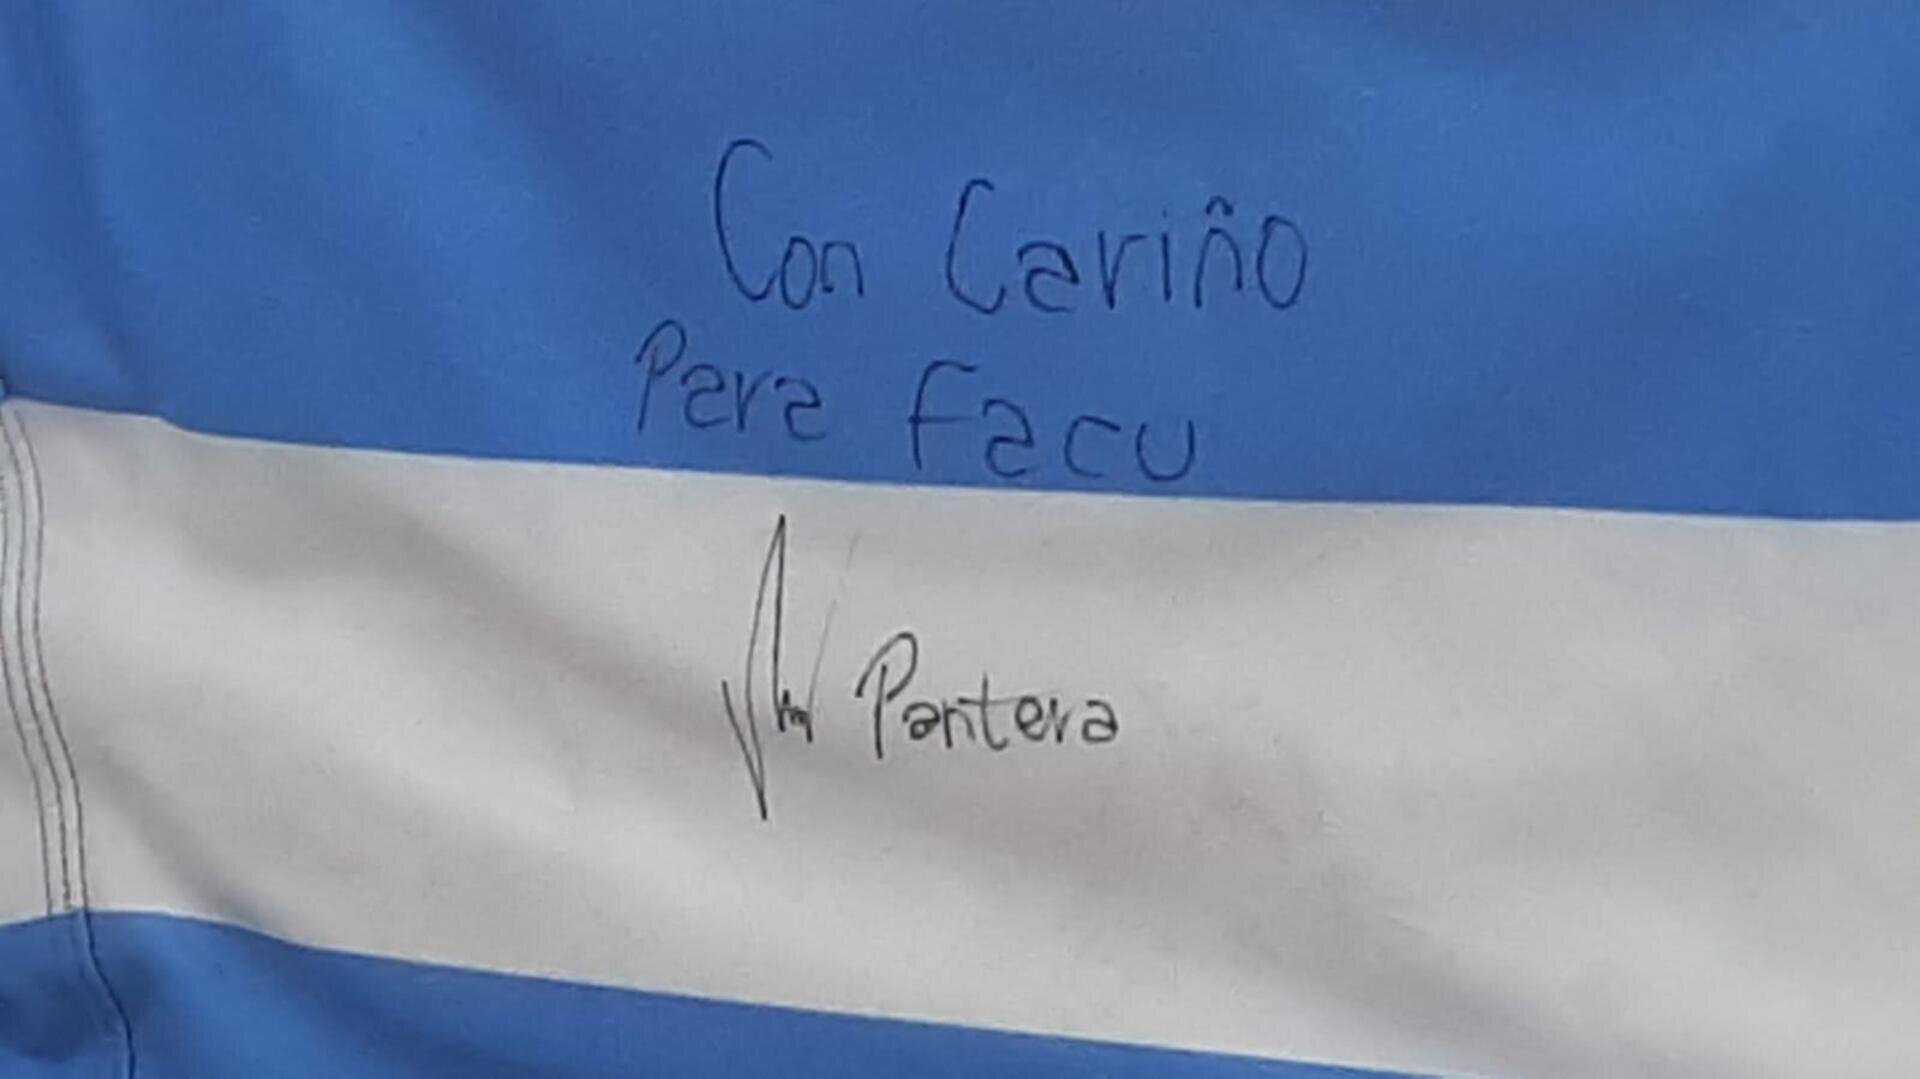 Con Cariño
Para Facu
Pantera